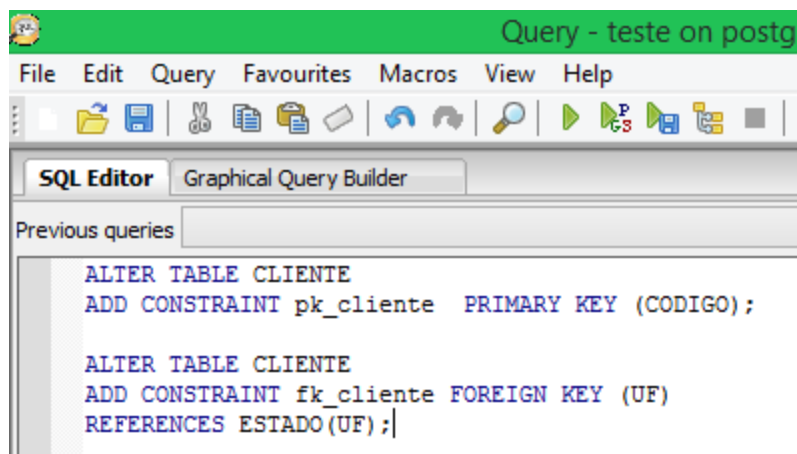 Query - teste on postg
File Edit Query Favourites Macros View Help
SQL Editor Graphical Query Builder
Previous queries
ALTER TABLE CLIENTE
ADD CONSTRAINT pk_cliente  PRIMARY KEY (CODIGO);
ALTER TABLE CLIENTE
ADD CONSTRAINT fk_cliente FOREIGN KEY (UF)
REFERENCES ESTADO(UF);